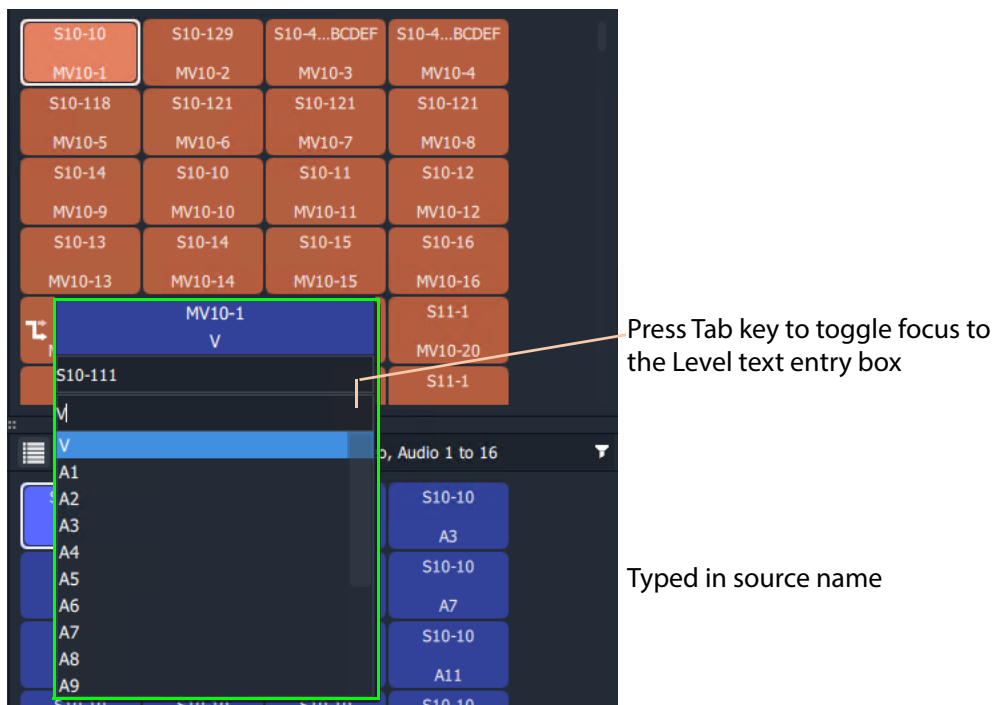 S10-10 S10-129 S10-4...BCDEF S10-4...BCDEF
MV10-1 MV10-2 MV10-3 MV10-4
S10-118 S10-121 S10-121 S10-121
MV10-5 MV10-6 MV10-7 MV10-8
S10-14 S10-10 S10-11 S10-12
MV10-9 MV10-10 MV10-11 MV10-12
S10-13 S10-14 S10-15 S10-16
MV10-13 MV10-14 MV10-15 MV10-16
MV10-1
V
S11-1
MV10-20
Press Tab key to toggle focus to
the Level text entry box
S10-111
S11-1
V
V
, Audio 1 to 16
A1
A2
A3
A4
A5
A6
A7
A8
A9
S10-10
A3
S10-10
A7
S10-10
A11
Typed in source name